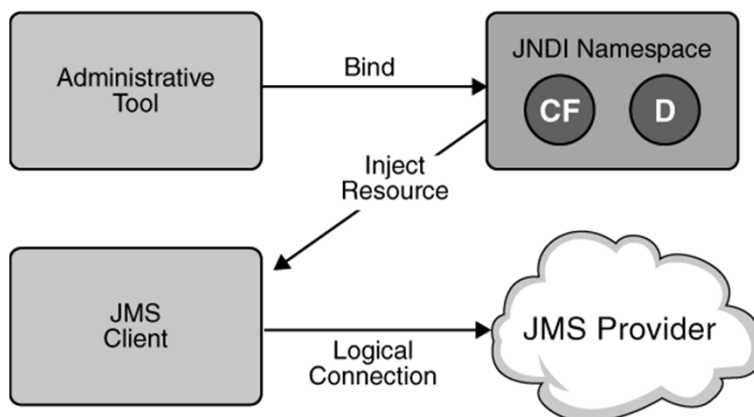 Administrative
Tool
Bind
JNDI Namespace
CF D
Inject
Resource
JMS
Client
Logical
Connection
JMS Provider